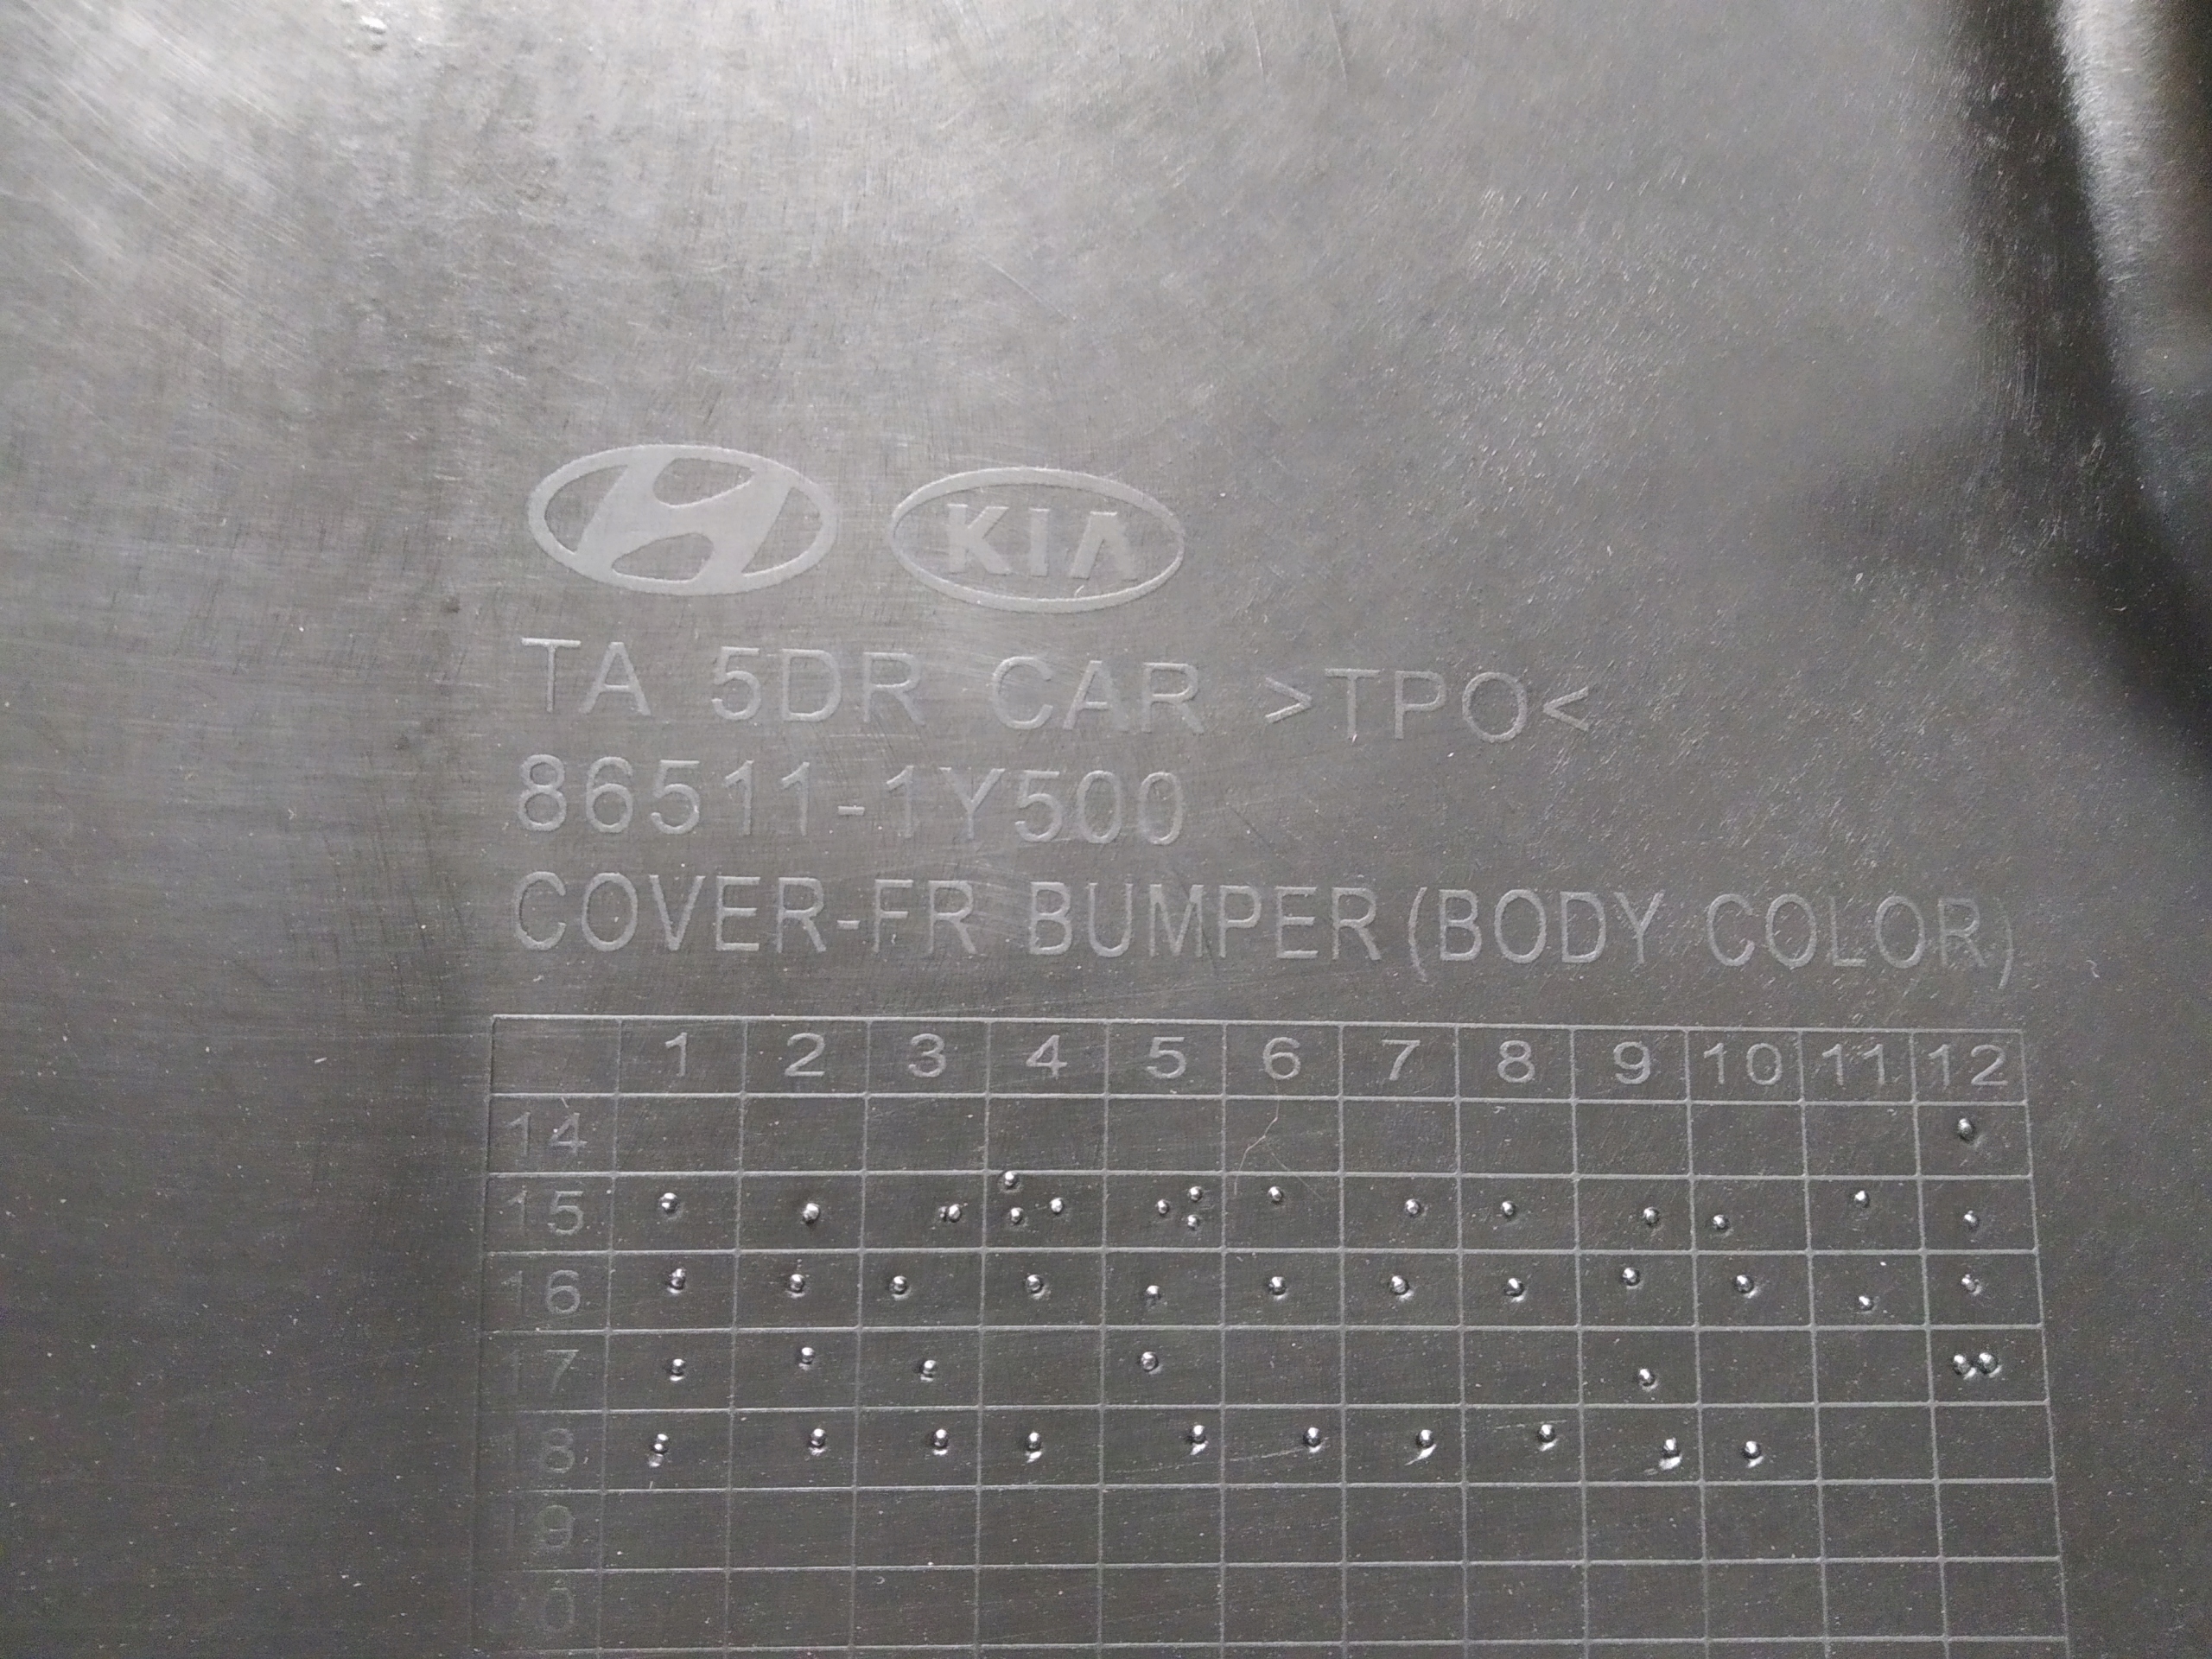 KIA
TA 5DR CAR >TPO<
86511-1Y500
COVER-FR BUMPER(BODY COLOR)
1 2 3 4 5 6 7 8 9 10 11 12
14
15
16
17
18
19